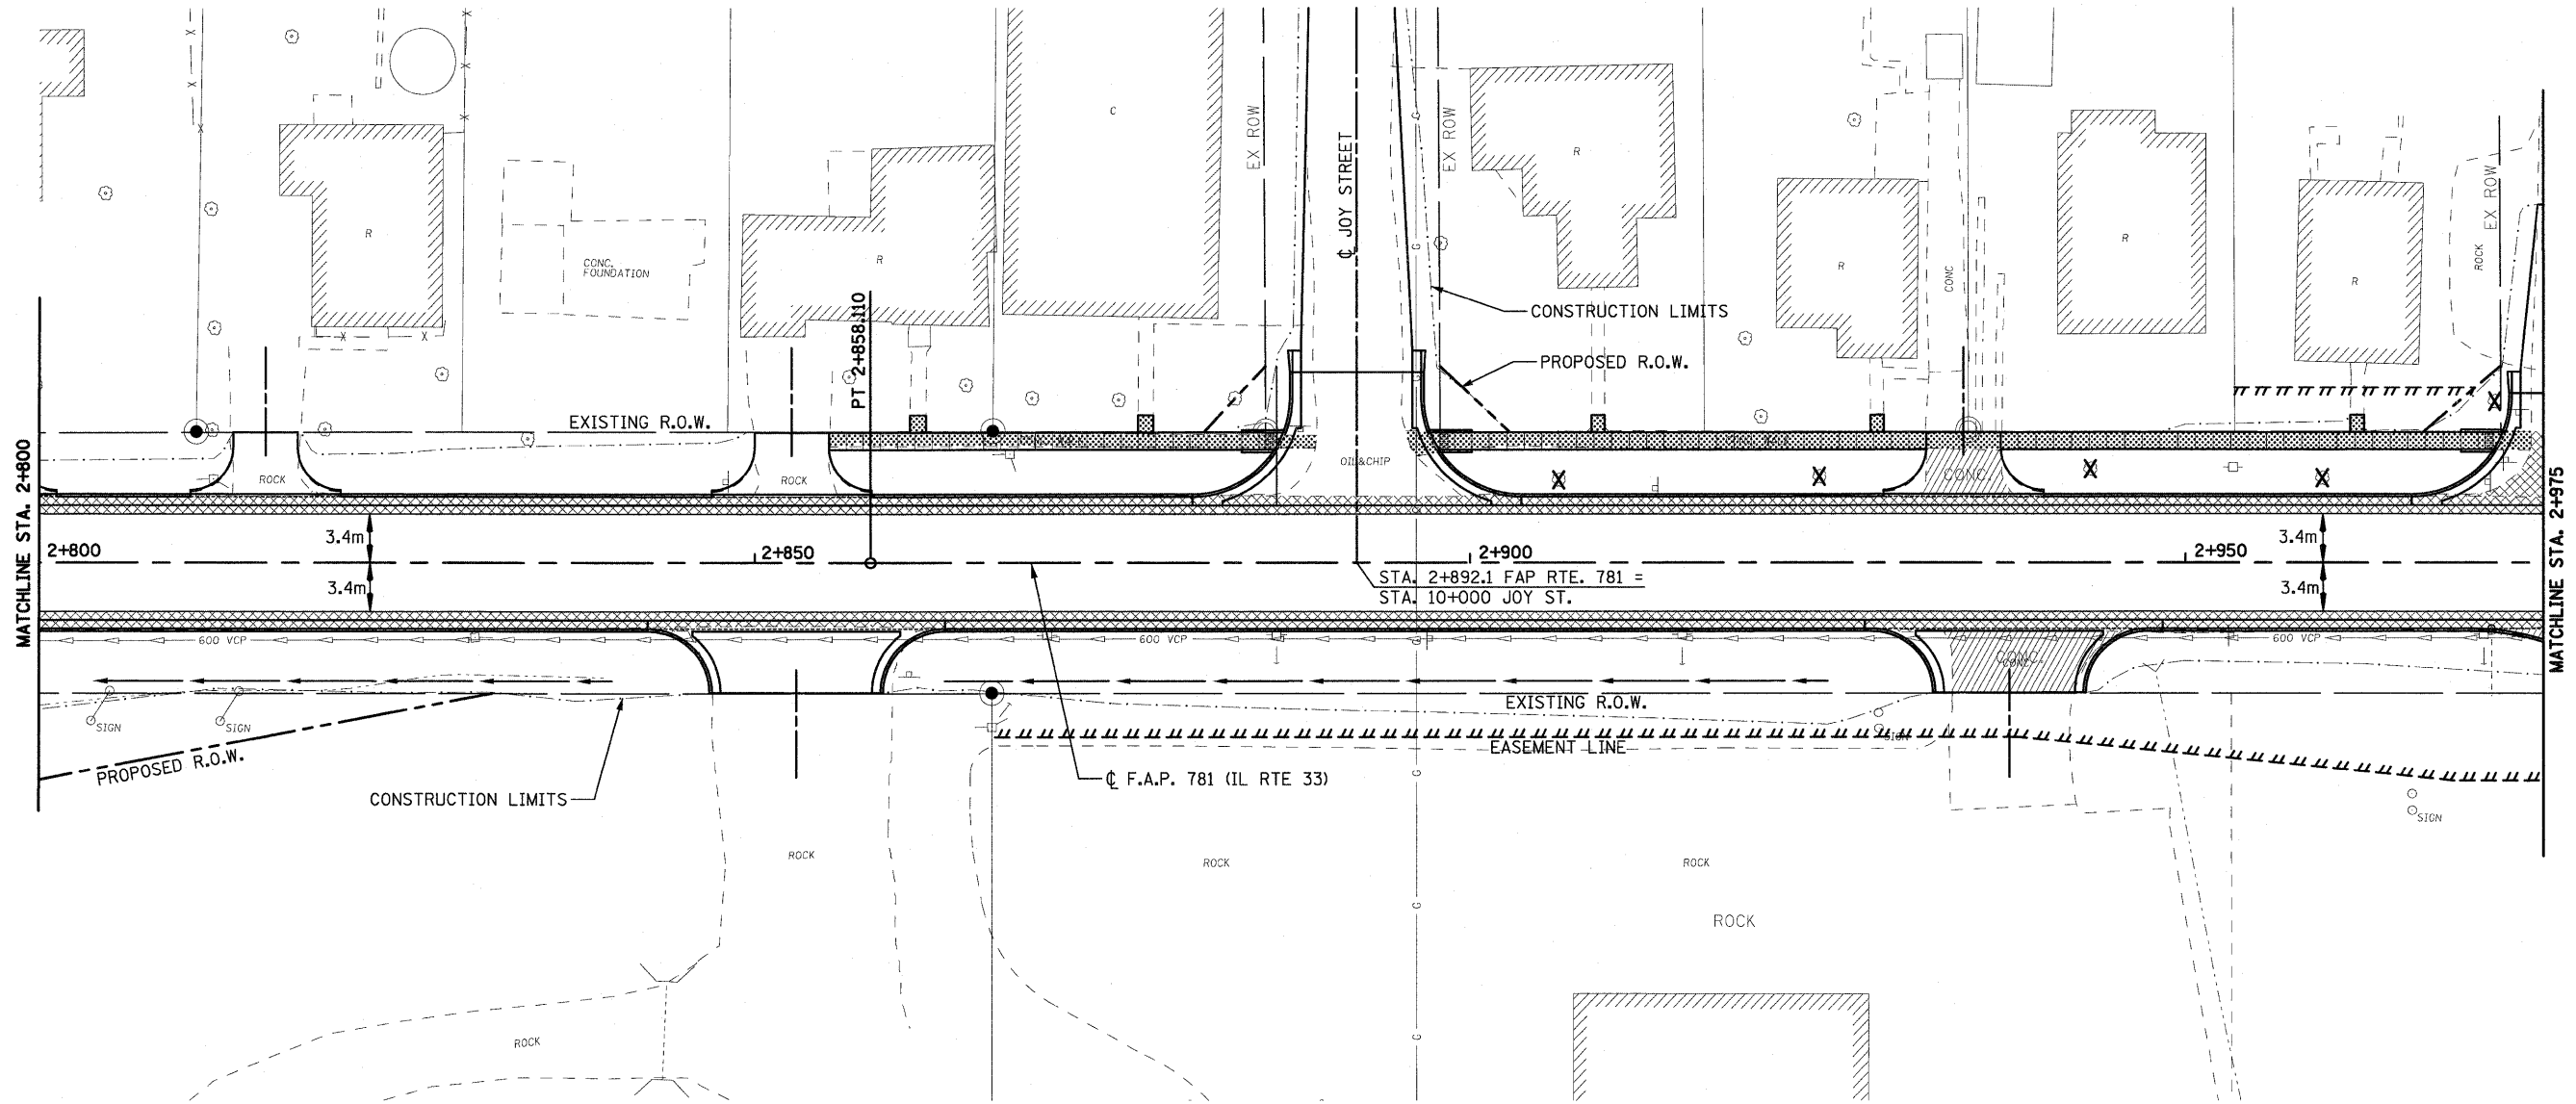 C
R
EX ROW
℄ JOY STREET
EX ROW
R
R
CONC
R
R
ROCK
EX ROW
R
CONC.
FOUNDATION
R
PT 2+858.110
CONSTRUCTION LIMITS
PROPOSED R.O.W.
EXISTING R.O.W.
ROCK
ROCK
OIL&CHIP
CONC.
MATCHLINE STA. 2+800
MATCHLINE STA. 2+975
3.4m
3.4m
2+800
2+850
2+900
2+950
3.4m
3.4m
STA. 2+892.1 FAP RTE. 781 =
STA. 10+000 JOY ST.
600 VCP
600 VCP
600 VCP
CONC.
SIGN
SIGN
EXISTING R.O.W.
SIGN
EASEMENT LINE
PROPOSED R.O.W.
℄ F.A.P. 781 (IL RTE 33)
CONSTRUCTION LIMITS
SIGN
ROCK
ROCK
ROCK
ROCK
ROCK
X
X
X
X
X
X
X
X
X
G
G
G
G
G
G
G